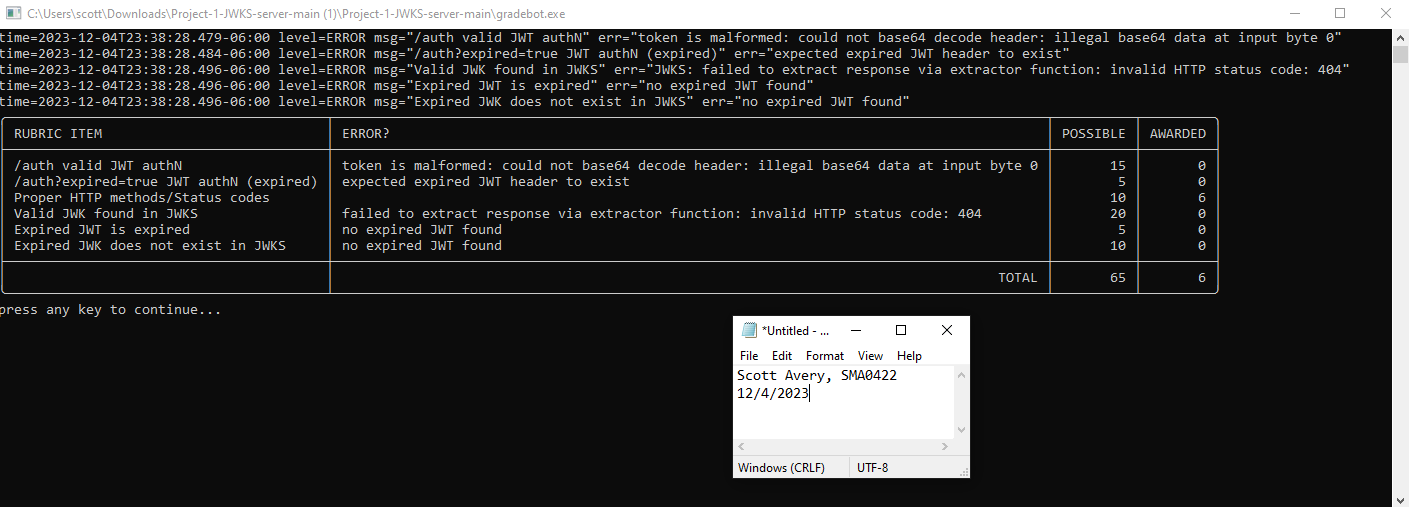 C:\Users\scott\Downloads\Project-1-JWKS-server-main (1)\Project-1-JWKS-server-main\gradebot.exe
time=2023-12-04T23:38:28.479-06:00 level=ERROR msg="/auth valid JWT authN" err="token is malformed: could not base64 decode header: illegal base64 data at input byte 0"
time=2023-12-04T23:38:28.484-06:00 level=ERROR msg="/auth?expired=true JWT authN (expired)" err="expected expired JWT header to exist"
time=2023-12-04T23:38:28.496-06:00 level=ERROR msg="Valid JWK found in JWKS" err="JWKS: failed to extract response via extractor function: invalid HTTP status code: 404"
time=2023-12-04T23:38:28.496-06:00 level=ERROR msg="Expired JWT is expired" err="no expired JWT found"
time=2023-12-04T23:38:28.496-06:00 level=ERROR msg="Expired JWK does not exist in JWKS" err="no expired JWT found"
RUBRIC ITEM ERROR? POSSIBLE AWARDED
/auth valid JWT authN token is malformed: could not base64 decode header: illegal base64 data at input byte 0 15 0
/auth?expired=true JWT authN (expired) expected expired JWT header to exist 5 0
Proper HTTP methods/Status codes 10 6
Valid JWK found in JWKS failed to extract response via extractor function: invalid HTTP status code: 404 20 0
Expired JWT is expired no expired JWT found 5 0
Expired JWK does not exist in JWKS no expired JWT found 10 0
TOTAL 65 6
press any key to continue...
*Untitled - ...
File Edit Format View Help
Scott Avery, SMA0422
12/4/2023
Windows (CRLF) UTF-8